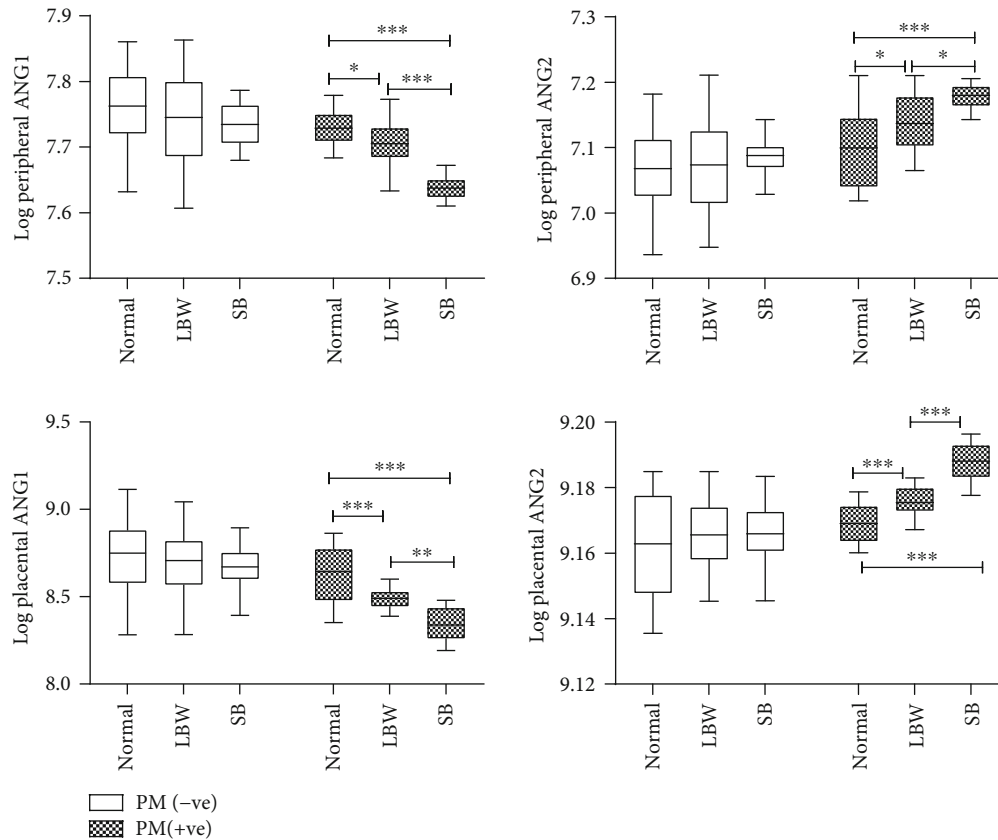 Log peripheral ANG1
7.9
7.8
7.7
7.6
7.5
***
*
***
Normal
LBW
SB
Normal
LBW
SB
Log peripheral ANG2
7.3
7.2
7.1
7.0
6.9
***
*
*
Normal
LBW
SB
Normal
LBW
SB
Log placental ANG1
9.5
9.0
8.5
8.0
***
***
**
Normal
LBW
SB
Normal
LBW
SB
Log placental ANG2
9.20
9.18
9.16
9.14
9.12
***
***
***
Normal
LBW
SB
Normal
LBW
SB
PM (−ve)
PM(+ve)